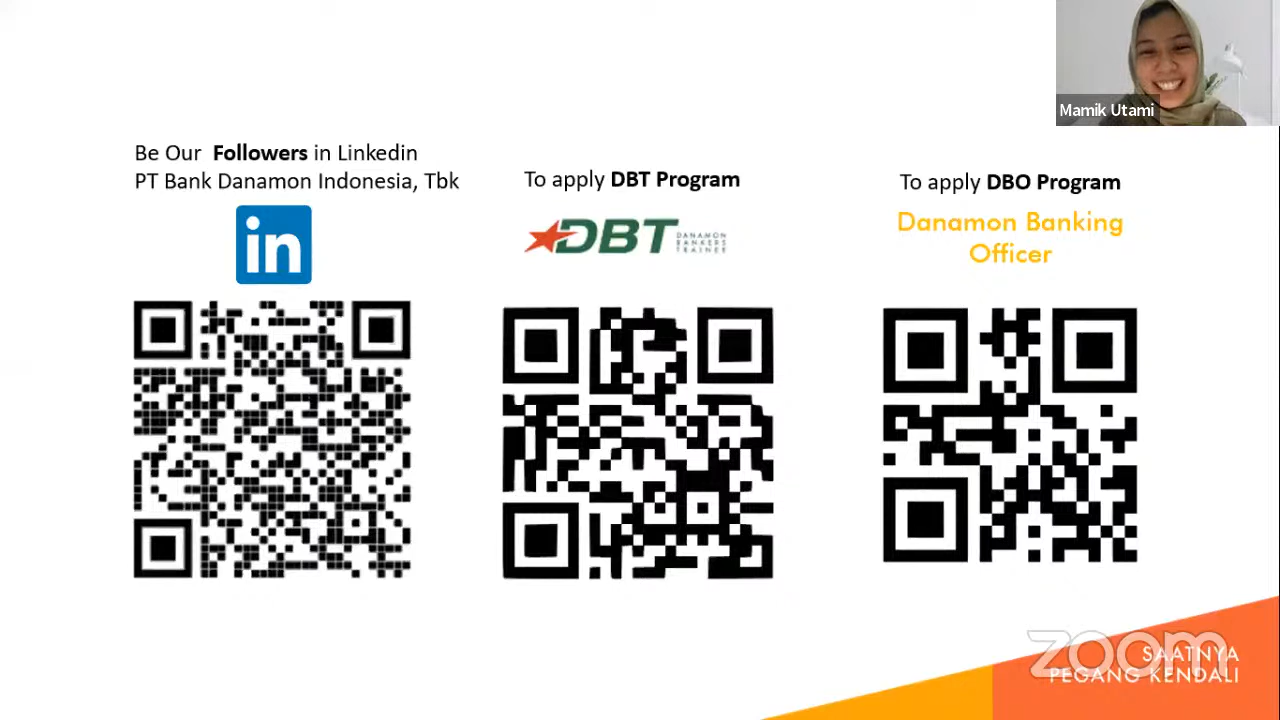 Mamik Utami
Be Our Followers in Linkedin
PT Bank Danamon Indonesia, Tbk
in
To apply DBT Program
DBT
DANAMON
BANKERS
TRAINEE
To apply DBO Program
Danamon Banking
Officer
zoom
SAATNYA
PEGANG KENDALI